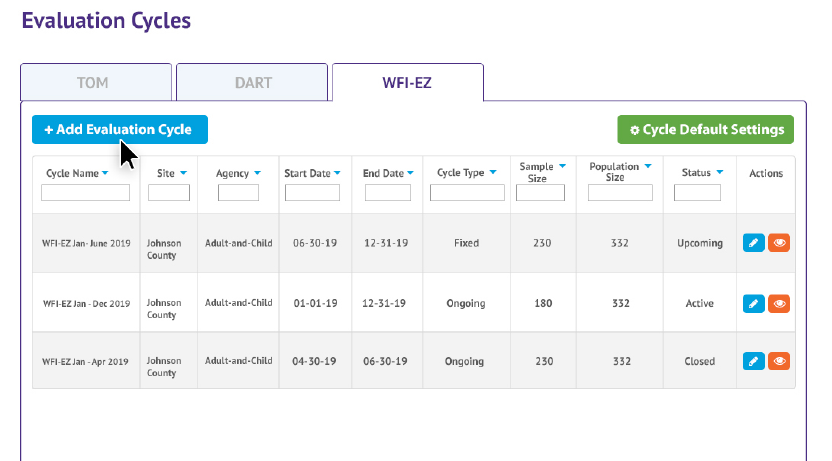 Evaluation Cycles
TOM DART WFI-EZ
+ Add Evaluation Cycle Cycle Default Settings
Cycle Name Site Agency Start Date End Date Cycle Type Sample Size Population Size Status Actions
WFI-EZ Jan- June 2019 Johnson County Adult-and-Child 06-30-19 12-31-19 Fixed 230 332 Upcoming
WFI-EZ Jan - Dec 2019 Johnson County Adult-and-Child 01-01-19 12-31-19 Ongoing 180 332 Active
WFI-EZ Jan - Apr 2019 Johnson County Adult-and-Child 04-30-19 06-30-19 Ongoing 230 332 Closed